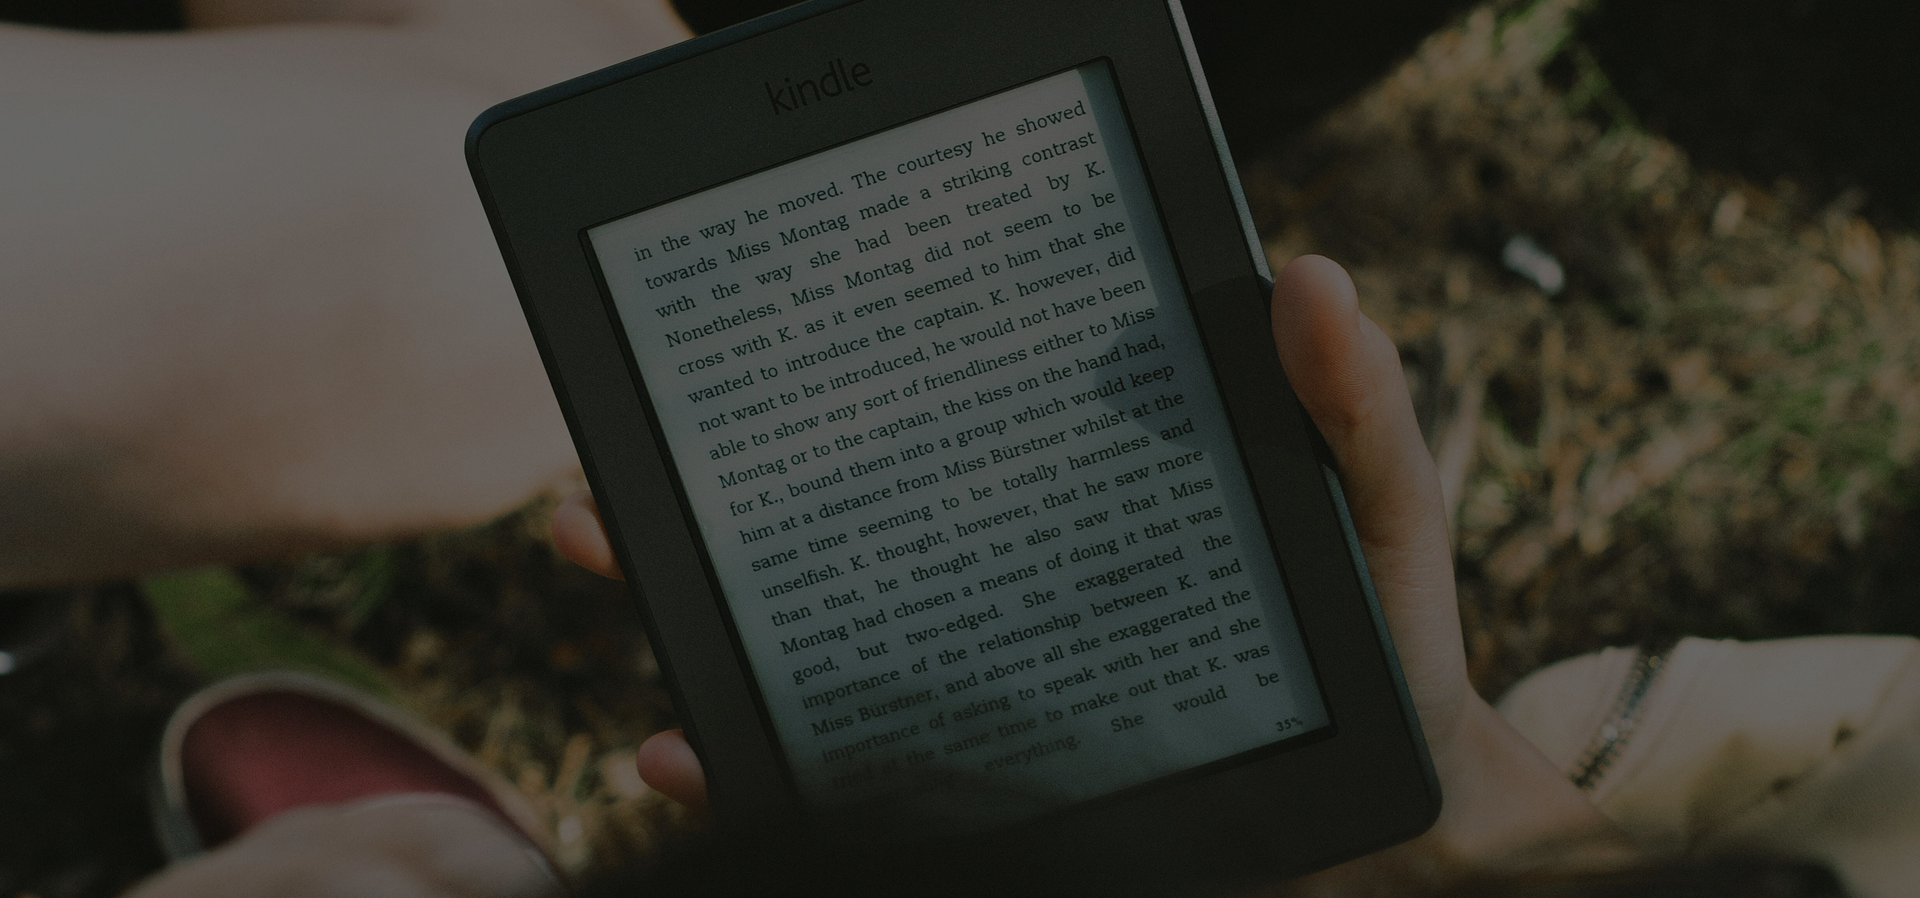 kindle
in the way he moved. The courtesy he showed
towards Miss Montag made a striking contrast
with the way she had been treated by K.
Nonetheless, Miss Montag did not seem to be
cross with K. as it even seemed to him that she
wanted to introduce the captain. K. however, did
not want to be introduced, he would not have been
able to show any sort of friendliness either to Miss
Montag or to the captain, the kiss on the hand had,
for K., bound them into a group which would keep
him at a distance from Miss Bürstner whilst at the
same time seeming to be totally harmless and
unselfish. K. thought, however, that he saw more
than that, he thought he also saw that Miss
Montag had chosen a means of doing it that was
good, but two-edged. She exaggerated the
importance of the relationship between K. and
Miss Bürstner, and above all she exaggerated the
importance of asking to speak with her and she
tried at the same time to make out that K. was
everything. She would be
35%